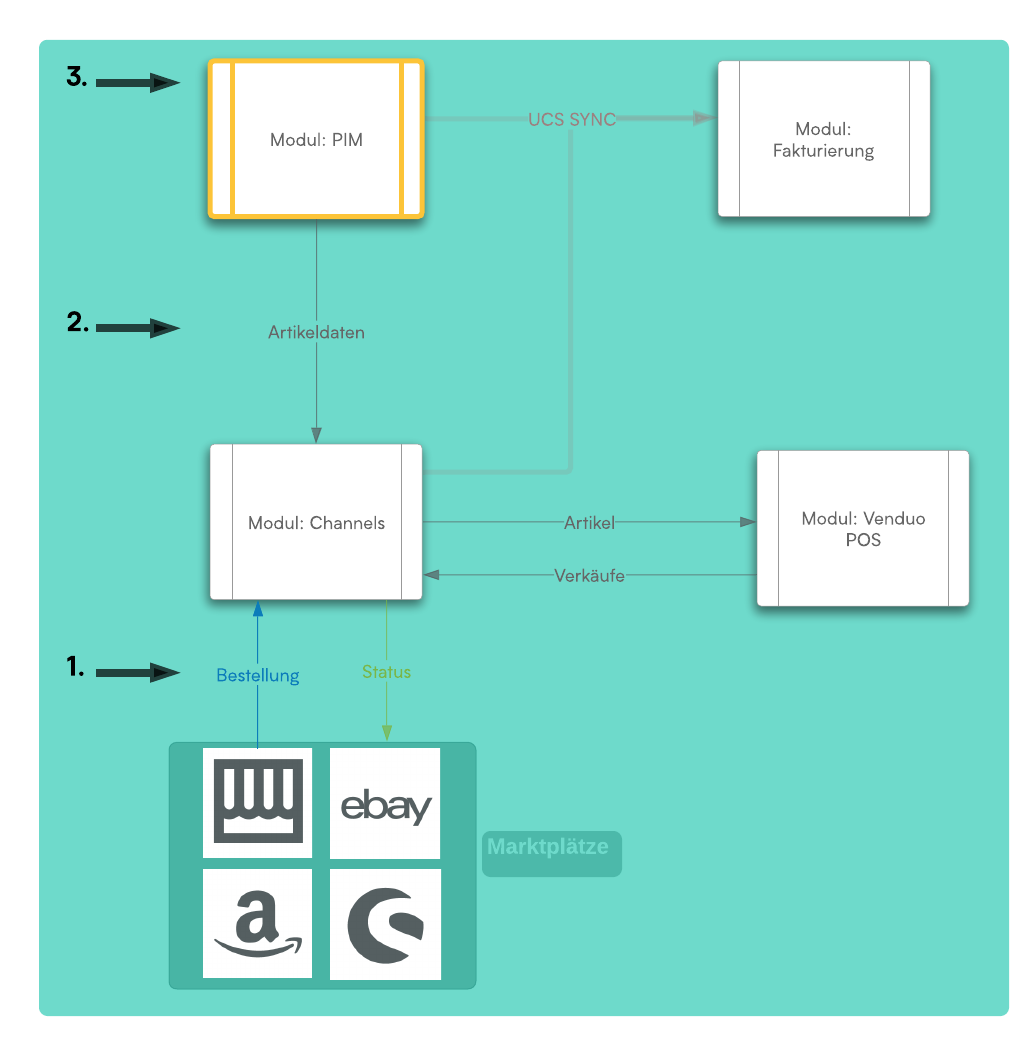 3.
Modul: PIM
UCS SYNC
Modul:
Fakturierung
2.
Artikeldaten
Modul: Channels
Artikel
Verkäufe
Modul: Venduo
POS
1.
Bestellung
Status
ebay
Marktplätze
a